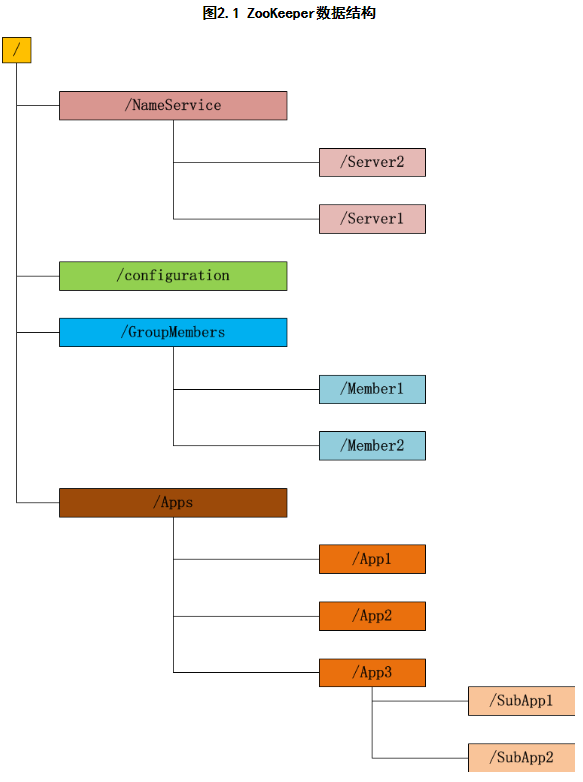 图2.1 ZooKeeper数据结构
/
/NameService
/Server2
/Server1
/configuration
/GroupMembers
/Member1
/Member2
/Apps
/App1
/App2
/App3
/SubApp1
/SubApp2